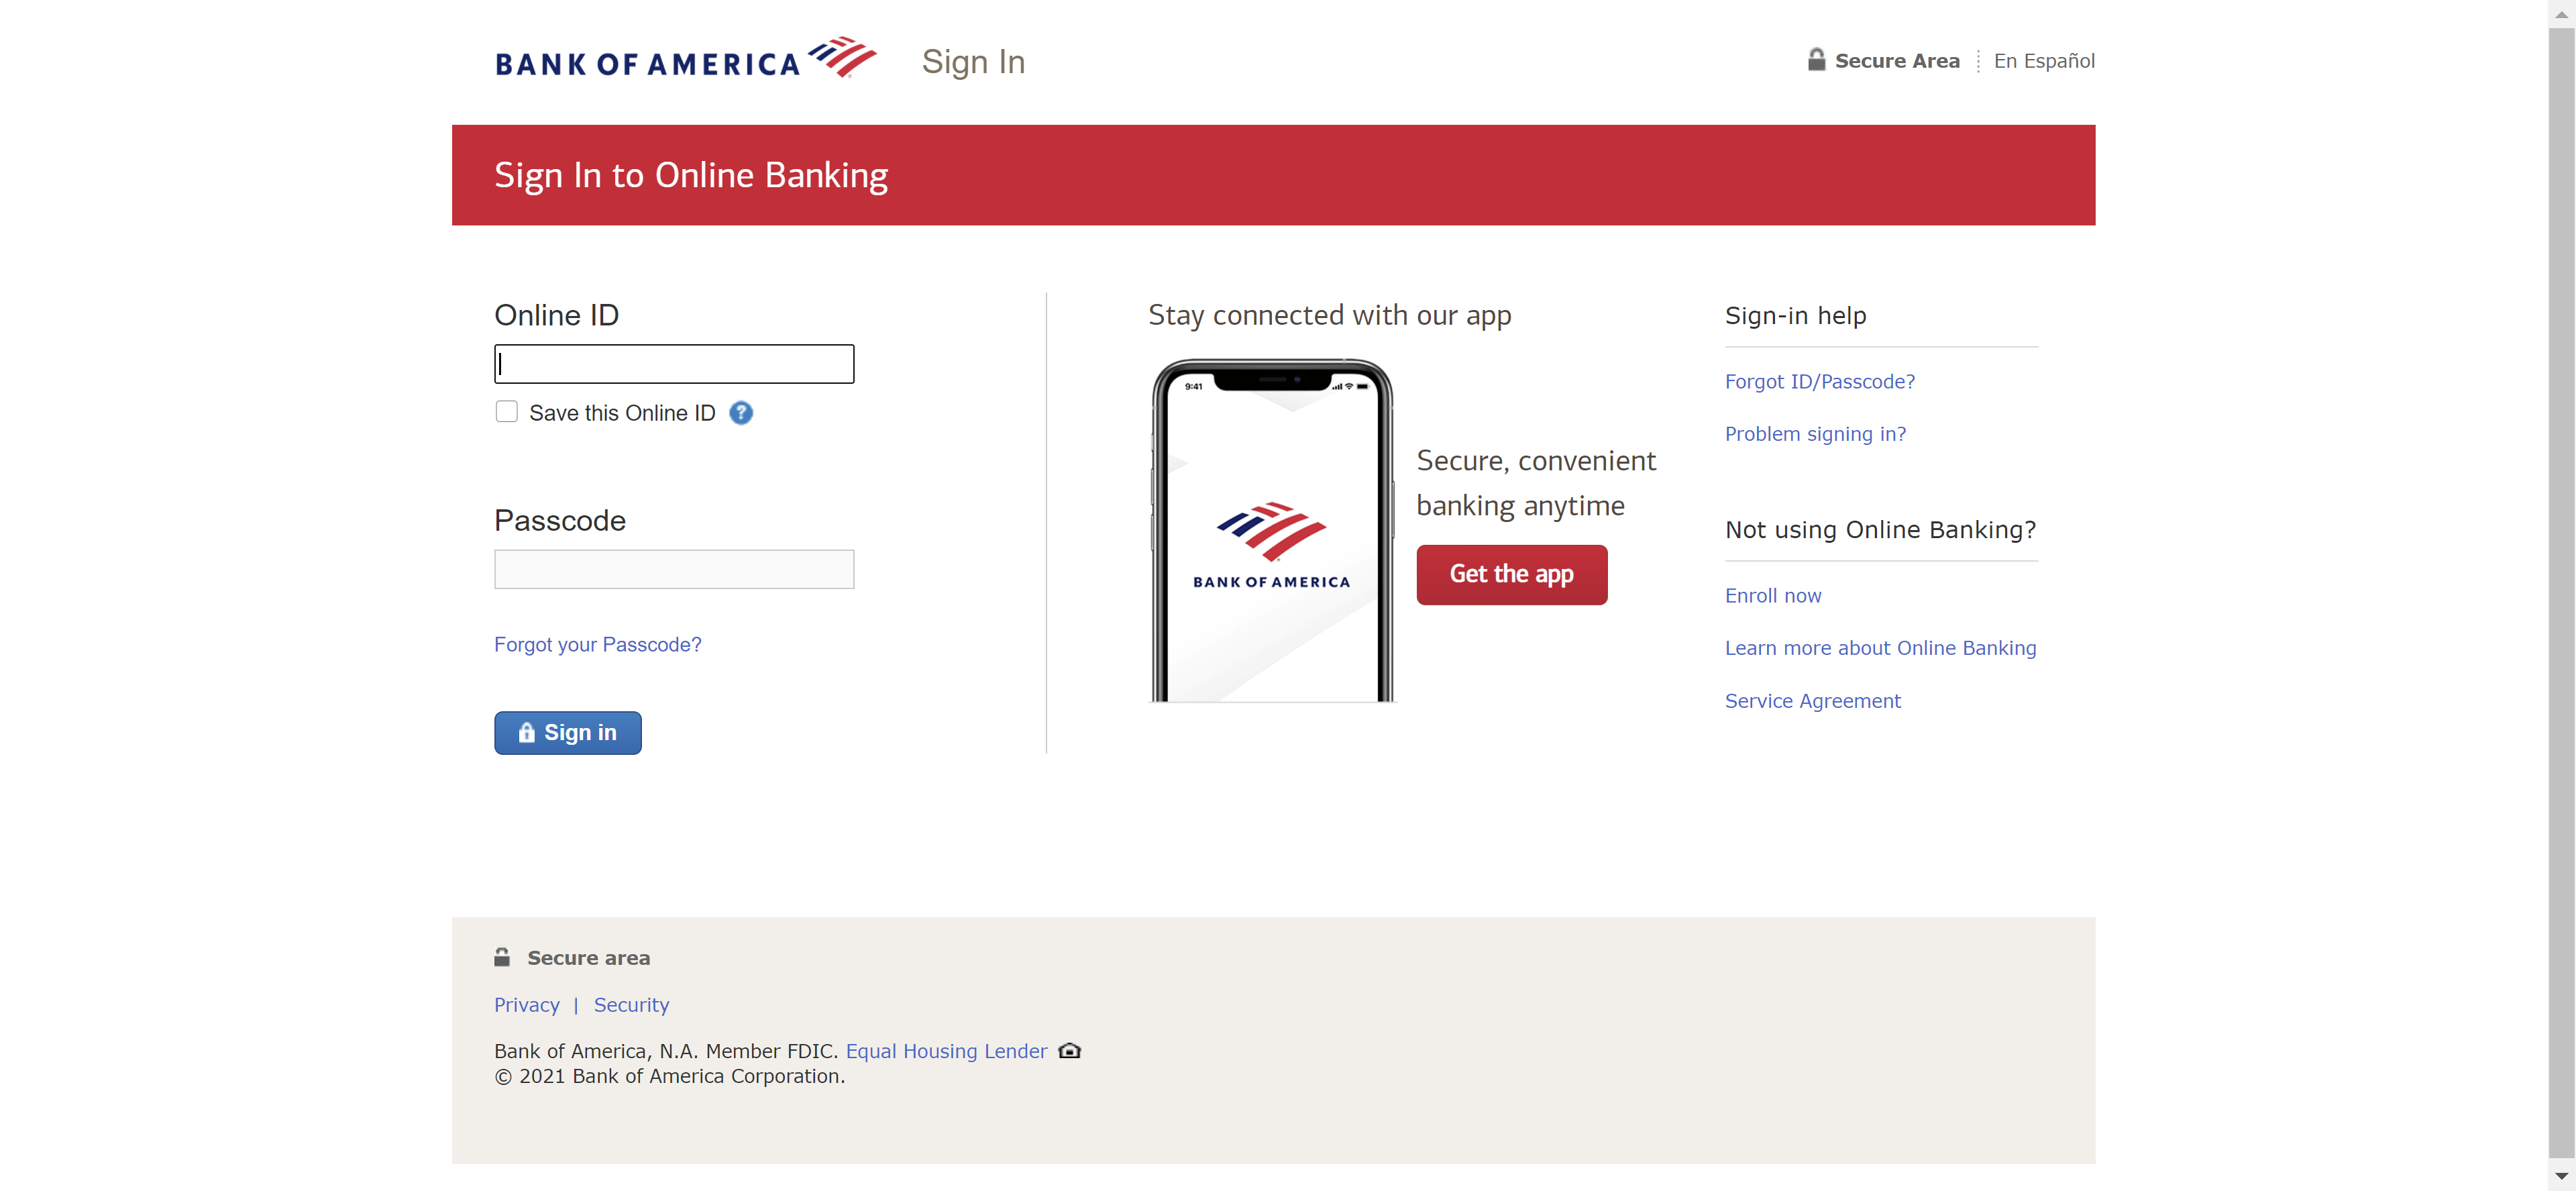 BANK OF AMERICA
Sign In
Secure Area
En Español
Sign In to Online Banking
Online ID
Save this Online ID ?
Passcode
Forgot your Passcode?
Sign in
Stay connected with our app
9:41
BANK OF AMERICA
Secure, convenient
banking anytime
Get the app
Sign-in help
Forgot ID/Passcode?
Problem signing in?
Not using Online Banking?
Enroll now
Learn more about Online Banking
Service Agreement
Secure area
Privacy | Security
Bank of America, N.A. Member FDIC. Equal Housing Lender
© 2021 Bank of America Corporation.